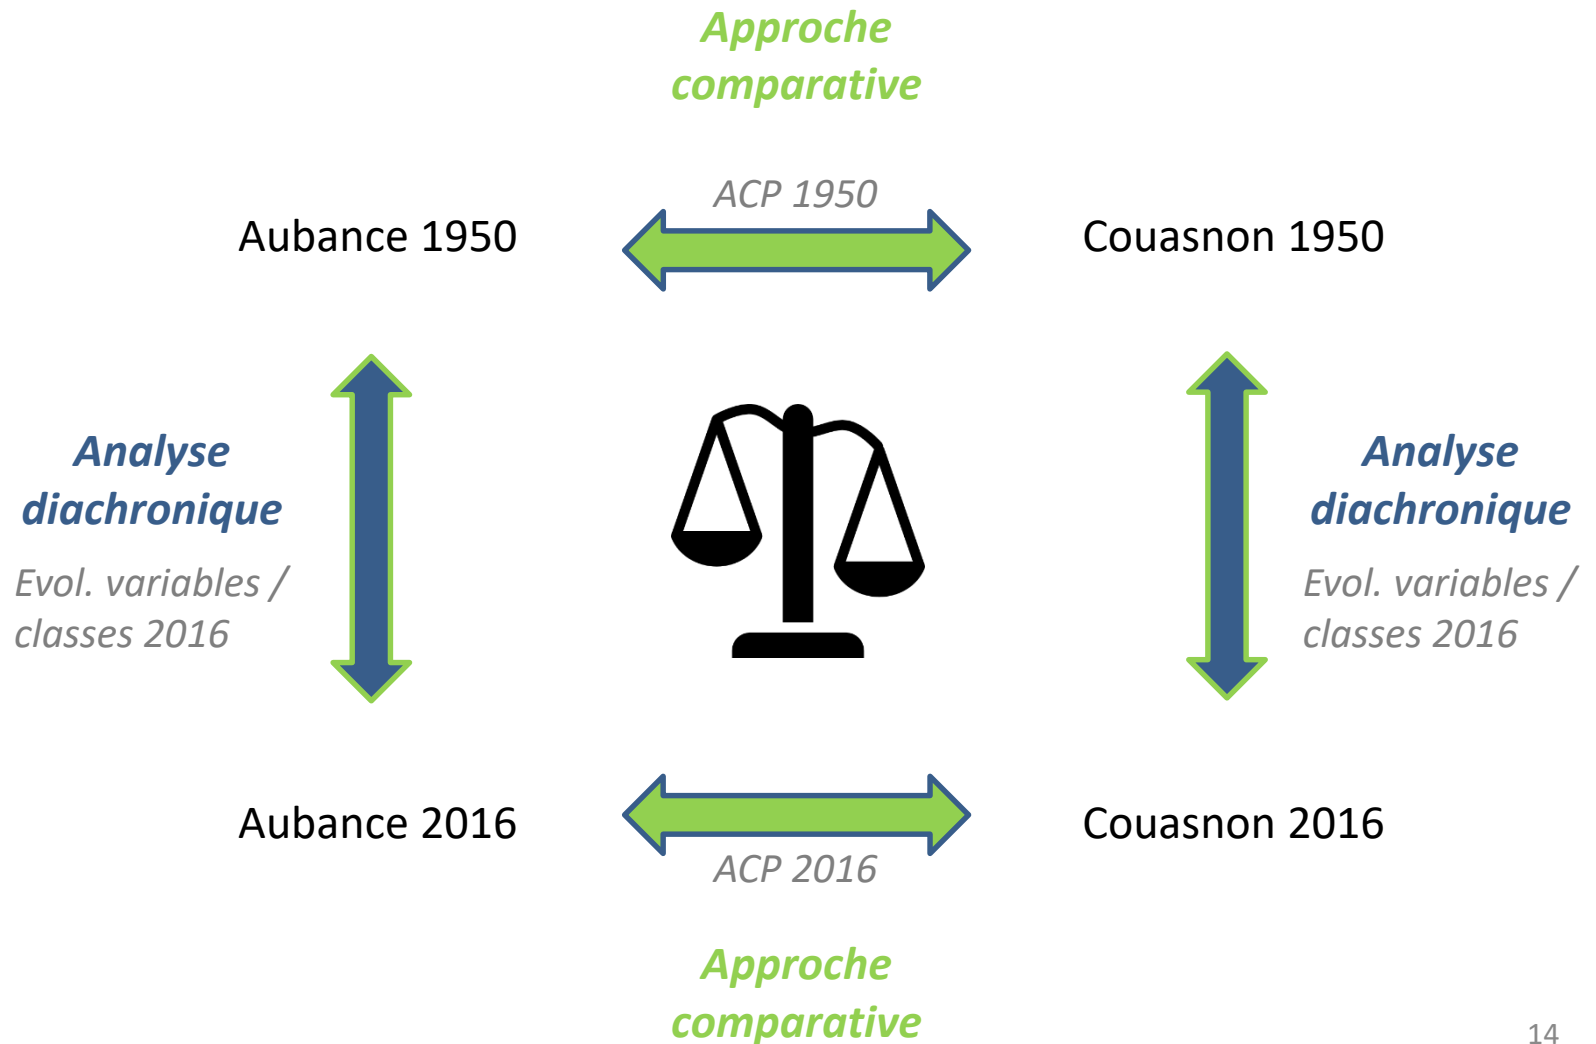 Approche
comparative
ACP 1950
Aubance 1950
Couasnon 1950
Analyse
diachronique
Evol. variables /
classes 2016
Analyse
diachronique
Evol. variables /
classes 2016
Aubance 2016
Couasnon 2016
ACP 2016
Approche
comparative
14